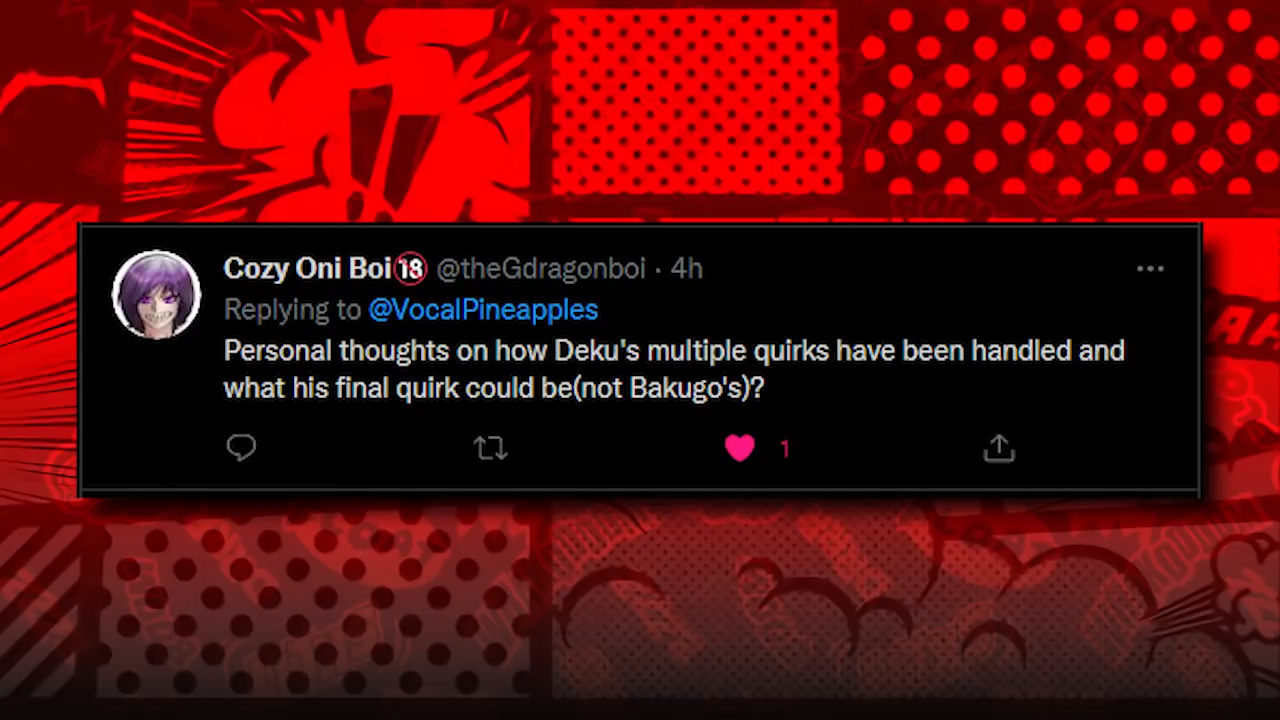 Cozy Oni Boi🔞 @theGdragonboi · 4h
Replying to @VocalPineapples
Personal thoughts on how Deku's multiple quirks have been handled and
what his final quirk could be(not Bakugo's)?
1